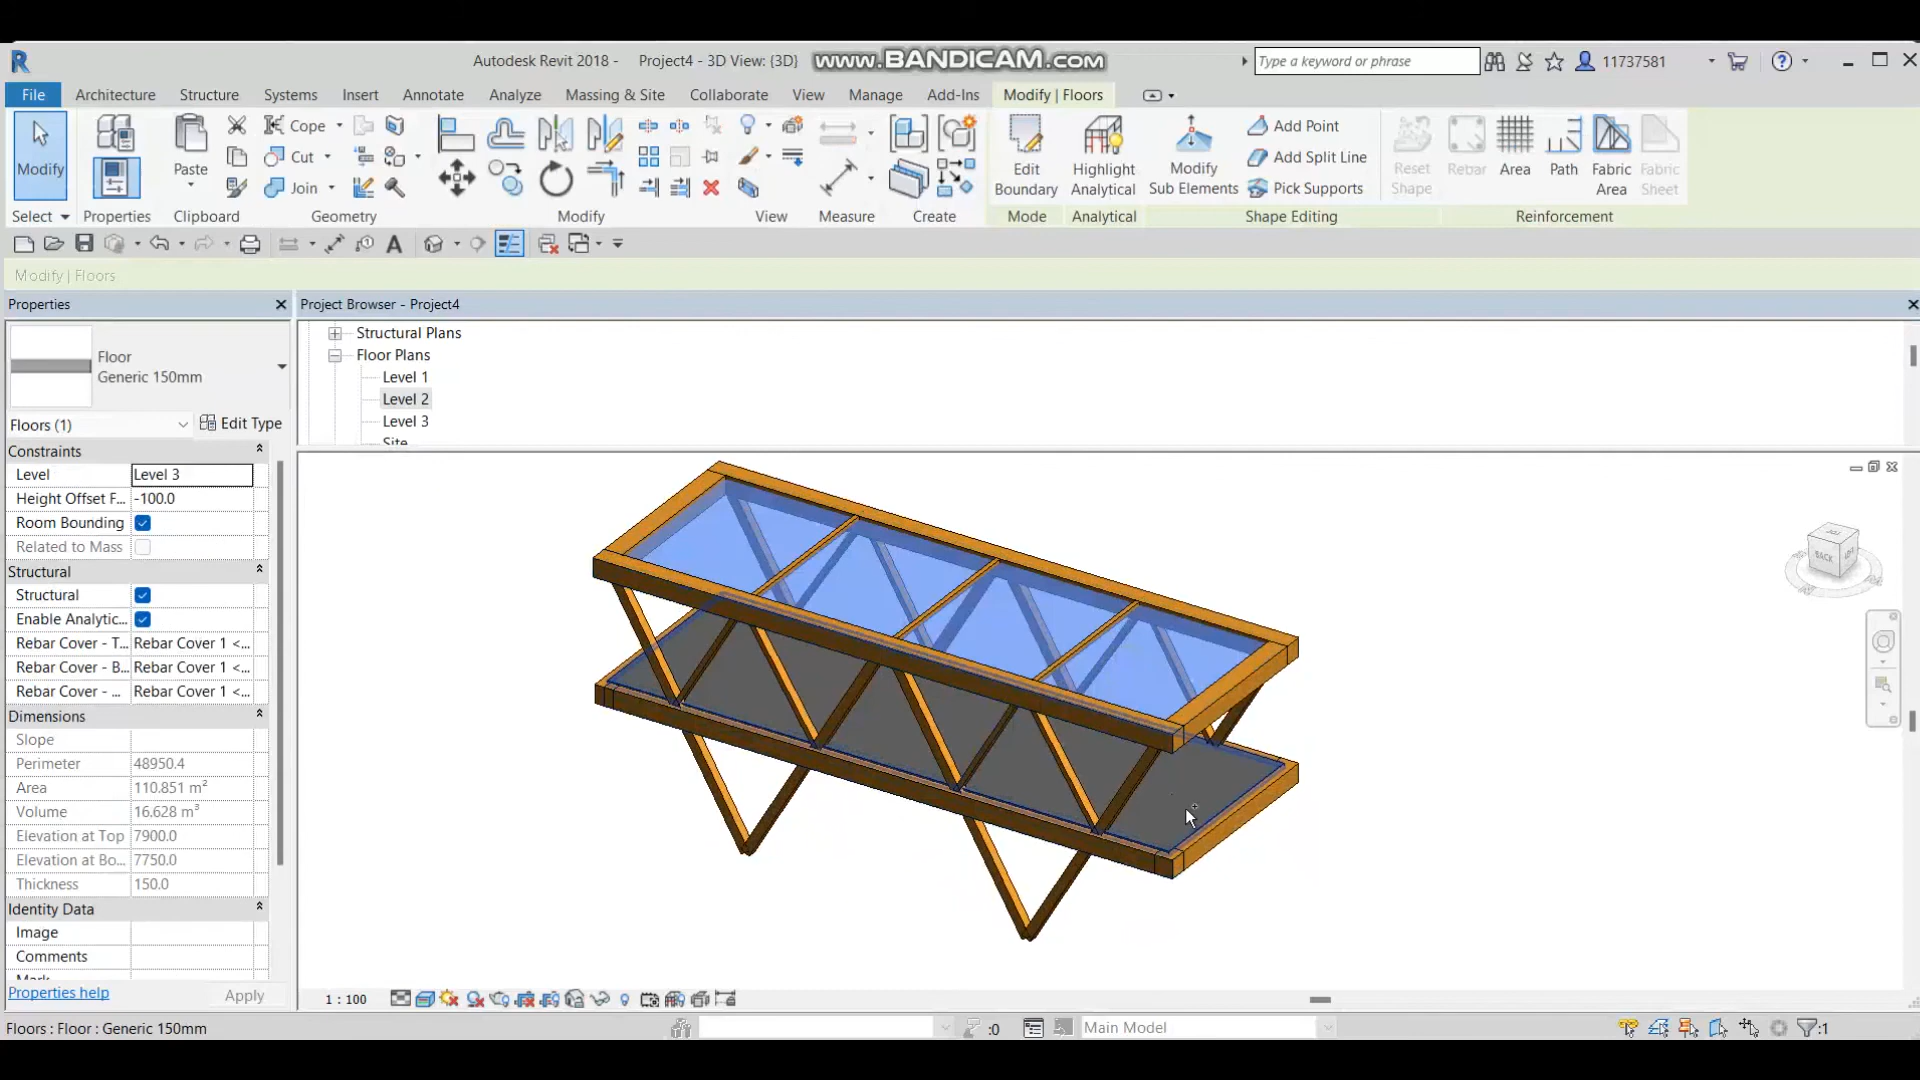 Autodesk Revit 2018 - Project4 - 3D View: {3D}
www.BANDICAM.com
Type a keyword or phrase
11737581
File Architecture Structure Systems Insert Annotate Analyze Massing & Site Collaborate View Manage Add-Ins Modify | Floors
Modify
Paste
Cope
Cut
Join
Edit Boundary
Highlight Analytical
Modify Sub Elements
Add Point
Add Split Line
Pick Supports
Reset Shape
Rebar
Area
Path
Fabric Area
Fabric Sheet
Select Properties Clipboard Geometry Modify View Measure Create Mode Analytical Shape Editing Reinforcement
Modify | Floors
Properties
Floor
Generic 150mm
Floors (1) Edit Type
Constraints
Level Level 3
Height Offset F... -100.0
Room Bounding
Related to Mass
Structural
Structural
Enable Analytic...
Rebar Cover - T... Rebar Cover 1 <...
Rebar Cover - B... Rebar Cover 1 <...
Rebar Cover - ... Rebar Cover 1 <...
Dimensions
Slope
Perimeter 48950.4
Area 110.851 m²
Volume 16.628 m³
Elevation at Top 7900.0
Elevation at Bo... 7750.0
Thickness 150.0
Identity Data
Image
Comments
Mark
Properties help Apply
Project Browser - Project4
Structural Plans
Floor Plans
Level 1
Level 2
Level 3
Site
BACK
1 : 100
Floors : Floor : Generic 150mm
:0
Main Model
:1